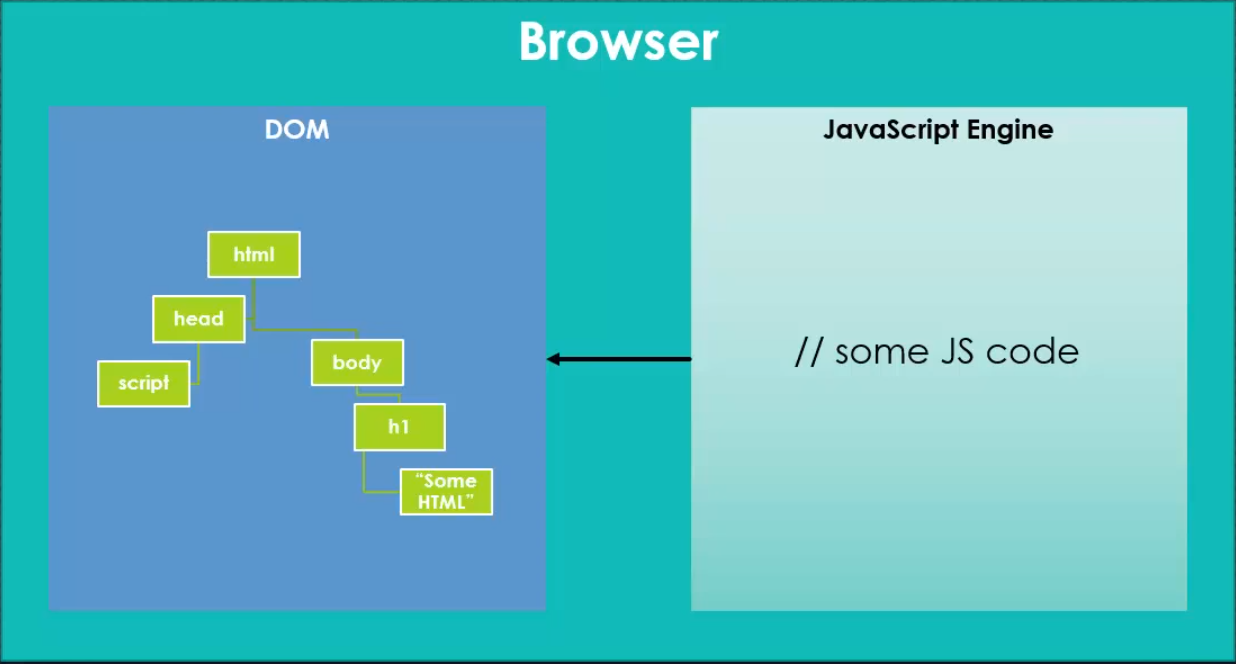 Browser
DOM
JavaScript Engine
html
head
body
script
h1
“Some
HTML”
// some JS code